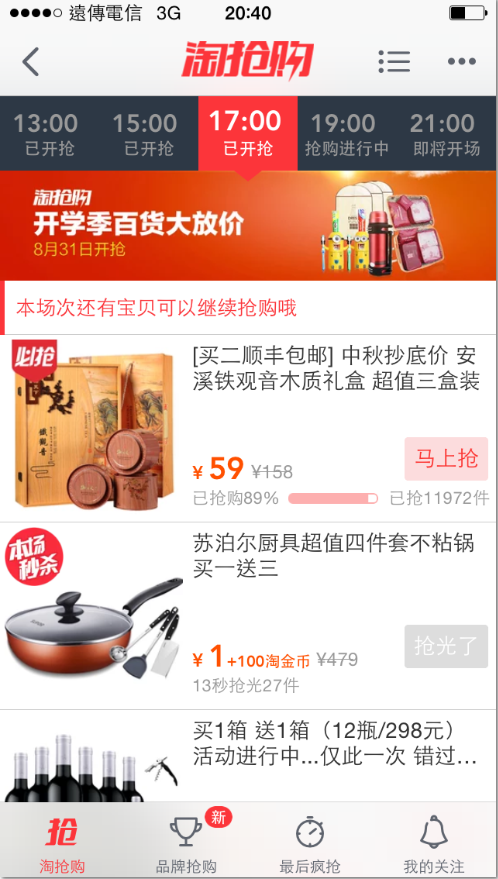 遠傳電信 3G 20:40
淘抢购
13:00 15:00 17:00 19:00 21:00
已开抢 已开抢 已开抢 抢购进行中 即将开场
淘抢购
开学季百货大放价
8月31日开抢
本场次还有宝贝可以继续抢购哦
必抢
鐵觀音
[买二顺丰包邮] 中秋抄底价 安
溪铁观音木质礼盒 超值三盒装
马上抢
¥ 59 ¥158
已抢购89% 已抢11972件
本场
秒杀
苏泊尔厨具超值四件套不粘锅
买一送三
抢光了
¥ 1+100淘金币 ¥479
13秒抢光27件
买1箱 送1箱（12瓶/298元）
活动进行中...仅此一次 错过...
抢 新
淘抢购 品牌抢购 最后疯抢 我的关注